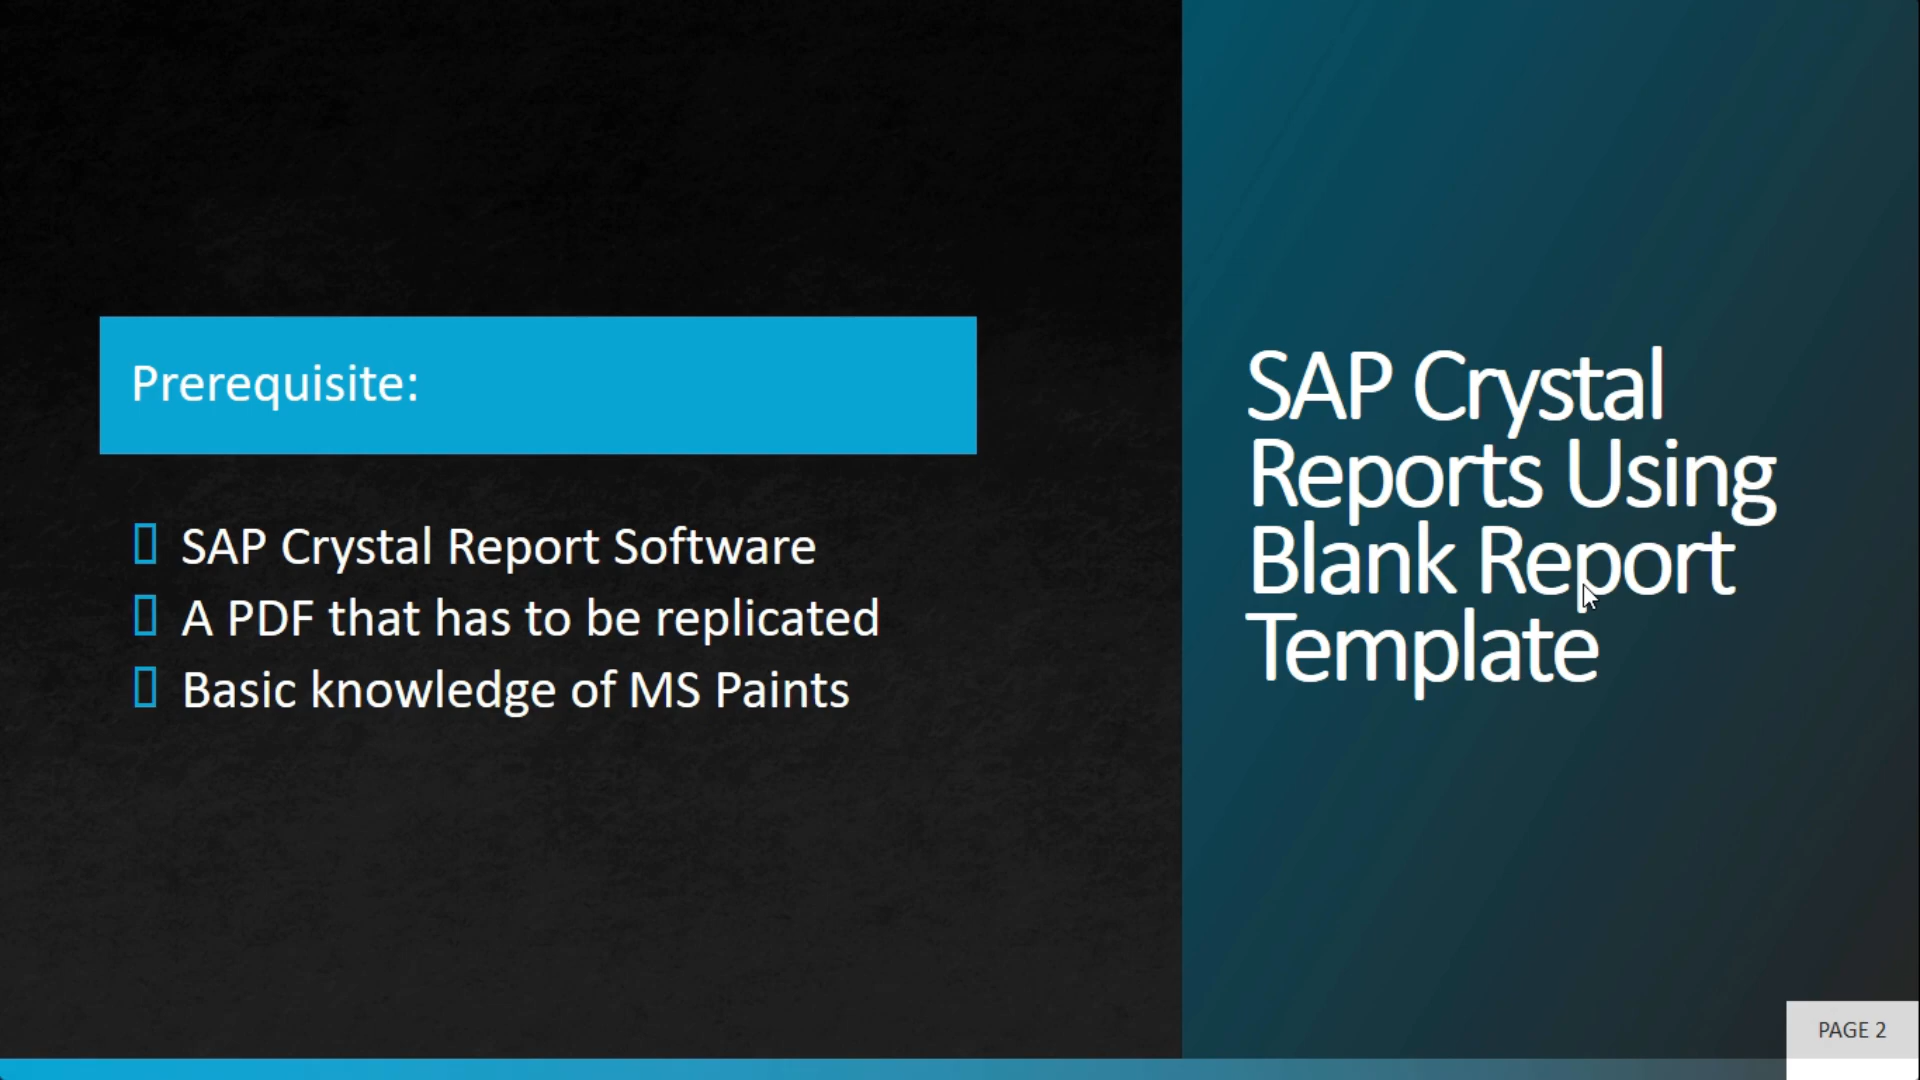 Prerequisite:
SAP Crystal Report Software
A PDF that has to be replicated
Basic knowledge of MS Paints
SAP Crystal
Reports Using
Blank Report
Template
PAGE 2